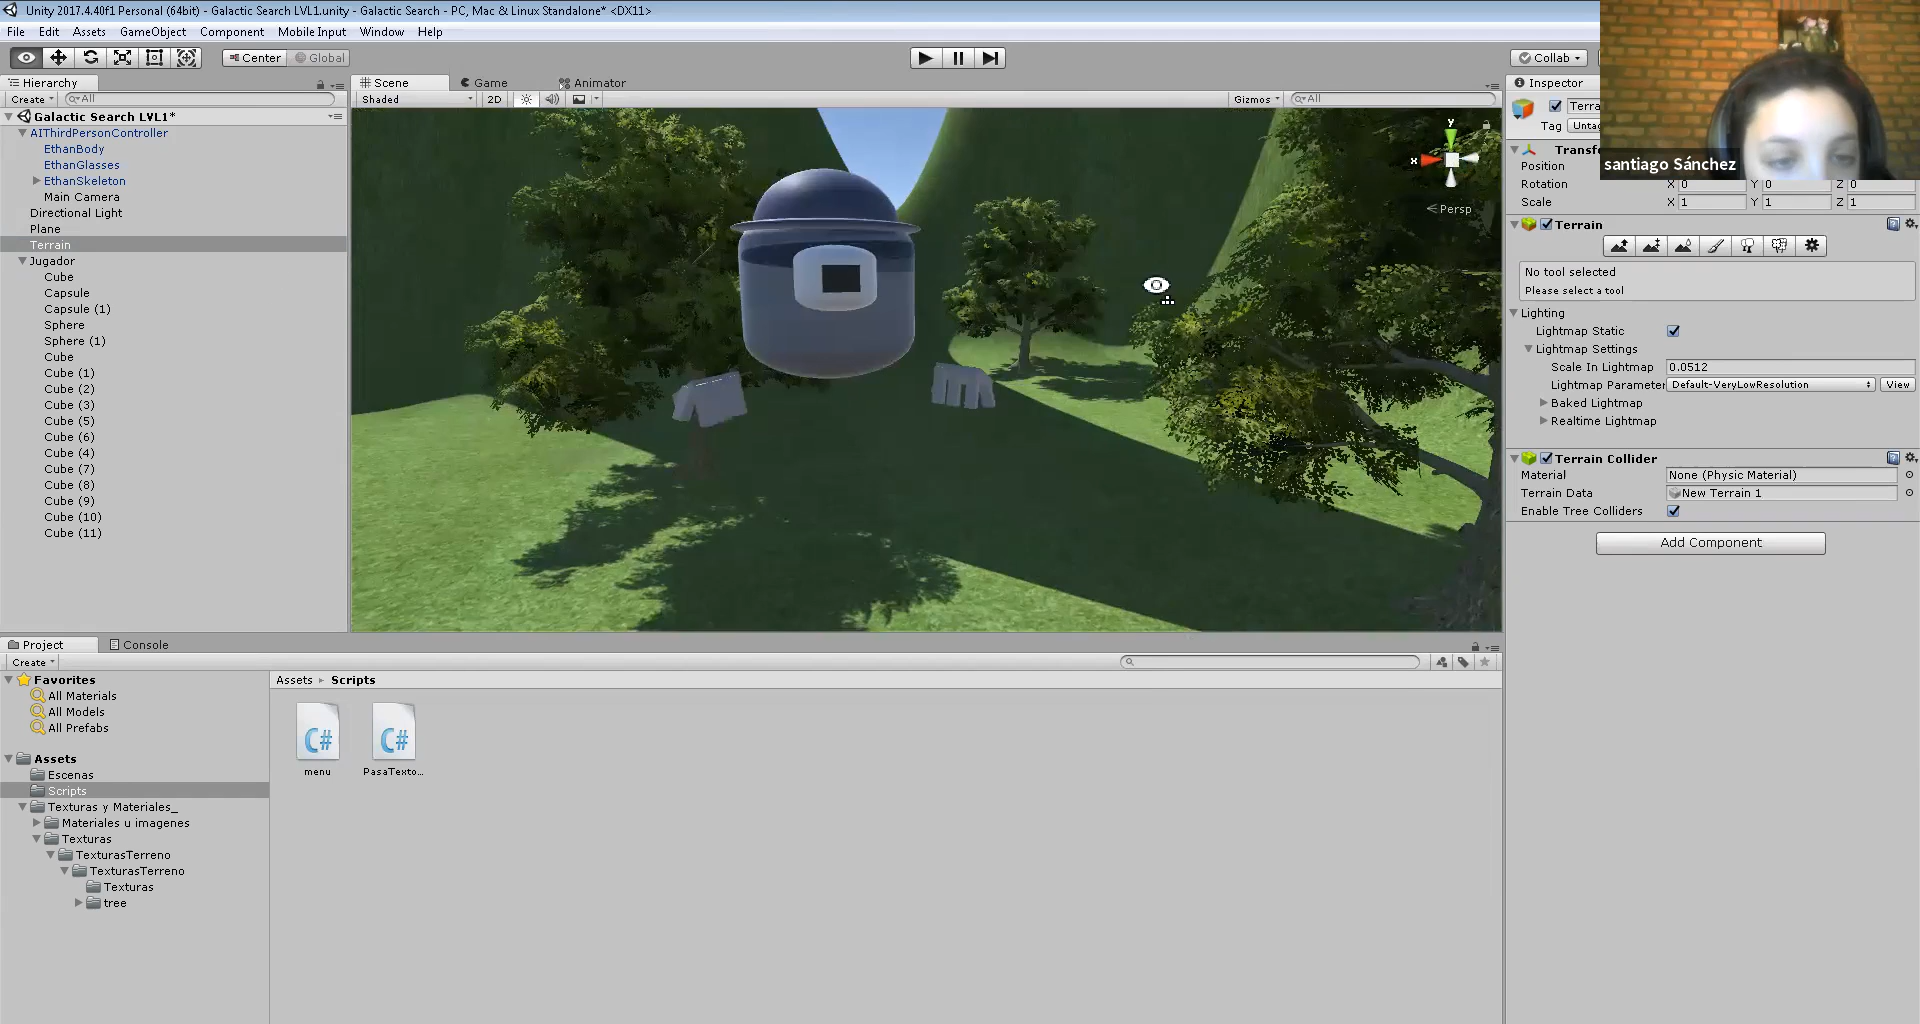 Unity 2017.4.40f1 Personal (64bit) - Galactic Search LVL1.unity - Galactic Search - PC, Mac & Linux Standalone* <DX11>
File Edit Assets GameObject Component Mobile Input Window Help
Center Global Collab
Hierarchy
Create All
Galactic Search LVL1*
AIThirdPersonController
EthanBody
EthanGlasses
EthanSkeleton
Main Camera
Directional Light
Plane
Terrain
Jugador
Cube
Capsule
Capsule (1)
Sphere
Sphere (1)
Cube
Cube (1)
Cube (2)
Cube (3)
Cube (5)
Cube (6)
Cube (4)
Cube (7)
Cube (8)
Cube (9)
Cube (10)
Cube (11)
Scene Game Animator
Shaded 2D Gizmos All
y
x
Persp
Inspector
Terra
Tag Untag
Transf
Position
Rotation X 0 Y 0 Z 0
Scale X 1 Y 1 Z 1
santiago Sánchez
Terrain
No tool selected
Please select a tool
Lighting
Lightmap Static
Lightmap Settings
Scale In Lightmap 0.0512
Lightmap Parameter Default-VeryLowResolution View
Baked Lightmap
Realtime Lightmap
Terrain Collider
Material None (Physic Material)
Terrain Data New Terrain 1
Enable Tree Colliders
Add Component
Project Console
Create
Favorites
All Materials
All Models
All Prefabs
Assets
Escenas
Scripts
Texturas y Materiales_
Materiales u imagenes
Texturas
TexturasTerreno
TexturasTerreno
Texturas
tree
Assets Scripts
C# C#
menu PasaTexto...